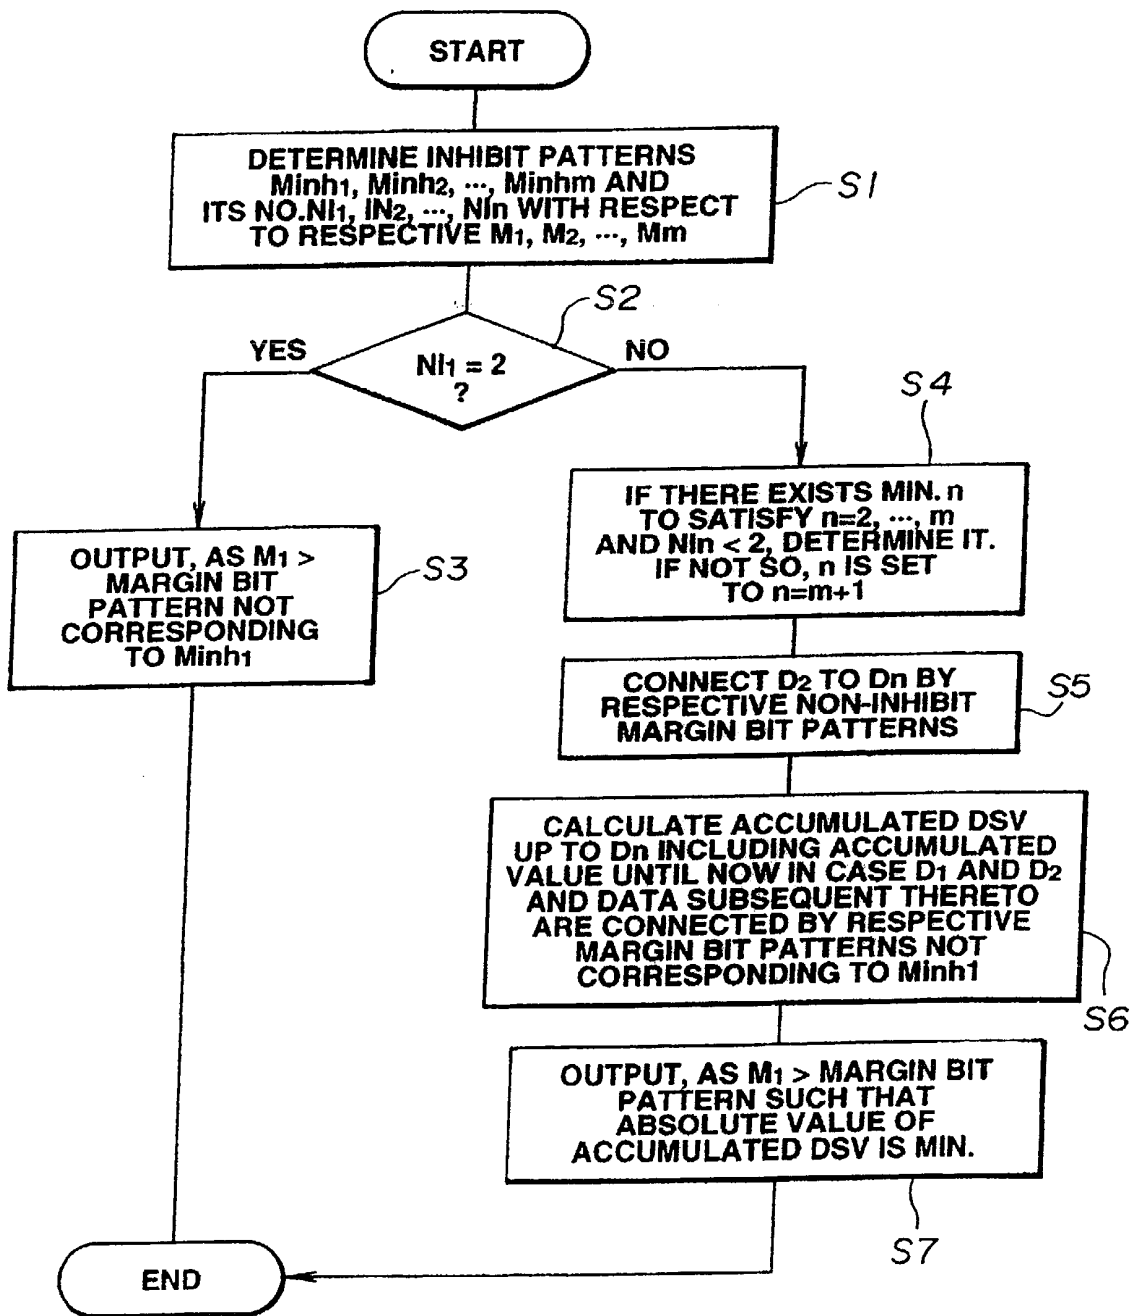 START
DETERMINE INHIBIT PATTERNS
Minh1, Minh2, ···, Minhm AND
ITS NO.NI1, IN2, ···, NIn WITH RESPECT
TO RESPECTIVE M1, M2, ···, Mm
S1
S2
YES
NI1 = 2
?
NO
S4
IF THERE EXISTS MIN. n
TO SATISFY n=2, ···, m
AND NIn < 2, DETERMINE IT.
IF NOT SO, n IS SET
TO n=m+1
OUTPUT, AS M1 >
MARGIN BIT
PATTERN NOT
CORRESPONDING
TO Minh1
S3
CONNECT D2 TO Dn BY
RESPECTIVE NON-INHIBIT
MARGIN BIT PATTERNS
S5
CALCULATE ACCUMULATED DSV
UP TO Dn INCLUDING ACCUMULATED
VALUE UNTIL NOW IN CASE D1 AND D2
AND DATA SUBSEQUENT THERETO
ARE CONNECTED BY RESPECTIVE
MARGIN BIT PATTERNS NOT
CORRESPONDING TO Minh1
S6
OUTPUT, AS M1 > MARGIN BIT
PATTERN SUCH THAT
ABSOLUTE VALUE OF
ACCUMULATED DSV IS MIN.
S7
END